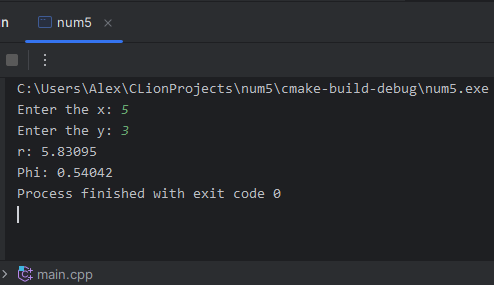 n num5
C:\Users\Alex\CLionProjects\num5\cmake-build-debug\num5.exe
Enter the x: 5
Enter the y: 3
r: 5.83095
Phi: 0.54042
Process finished with exit code 0
main.cpp